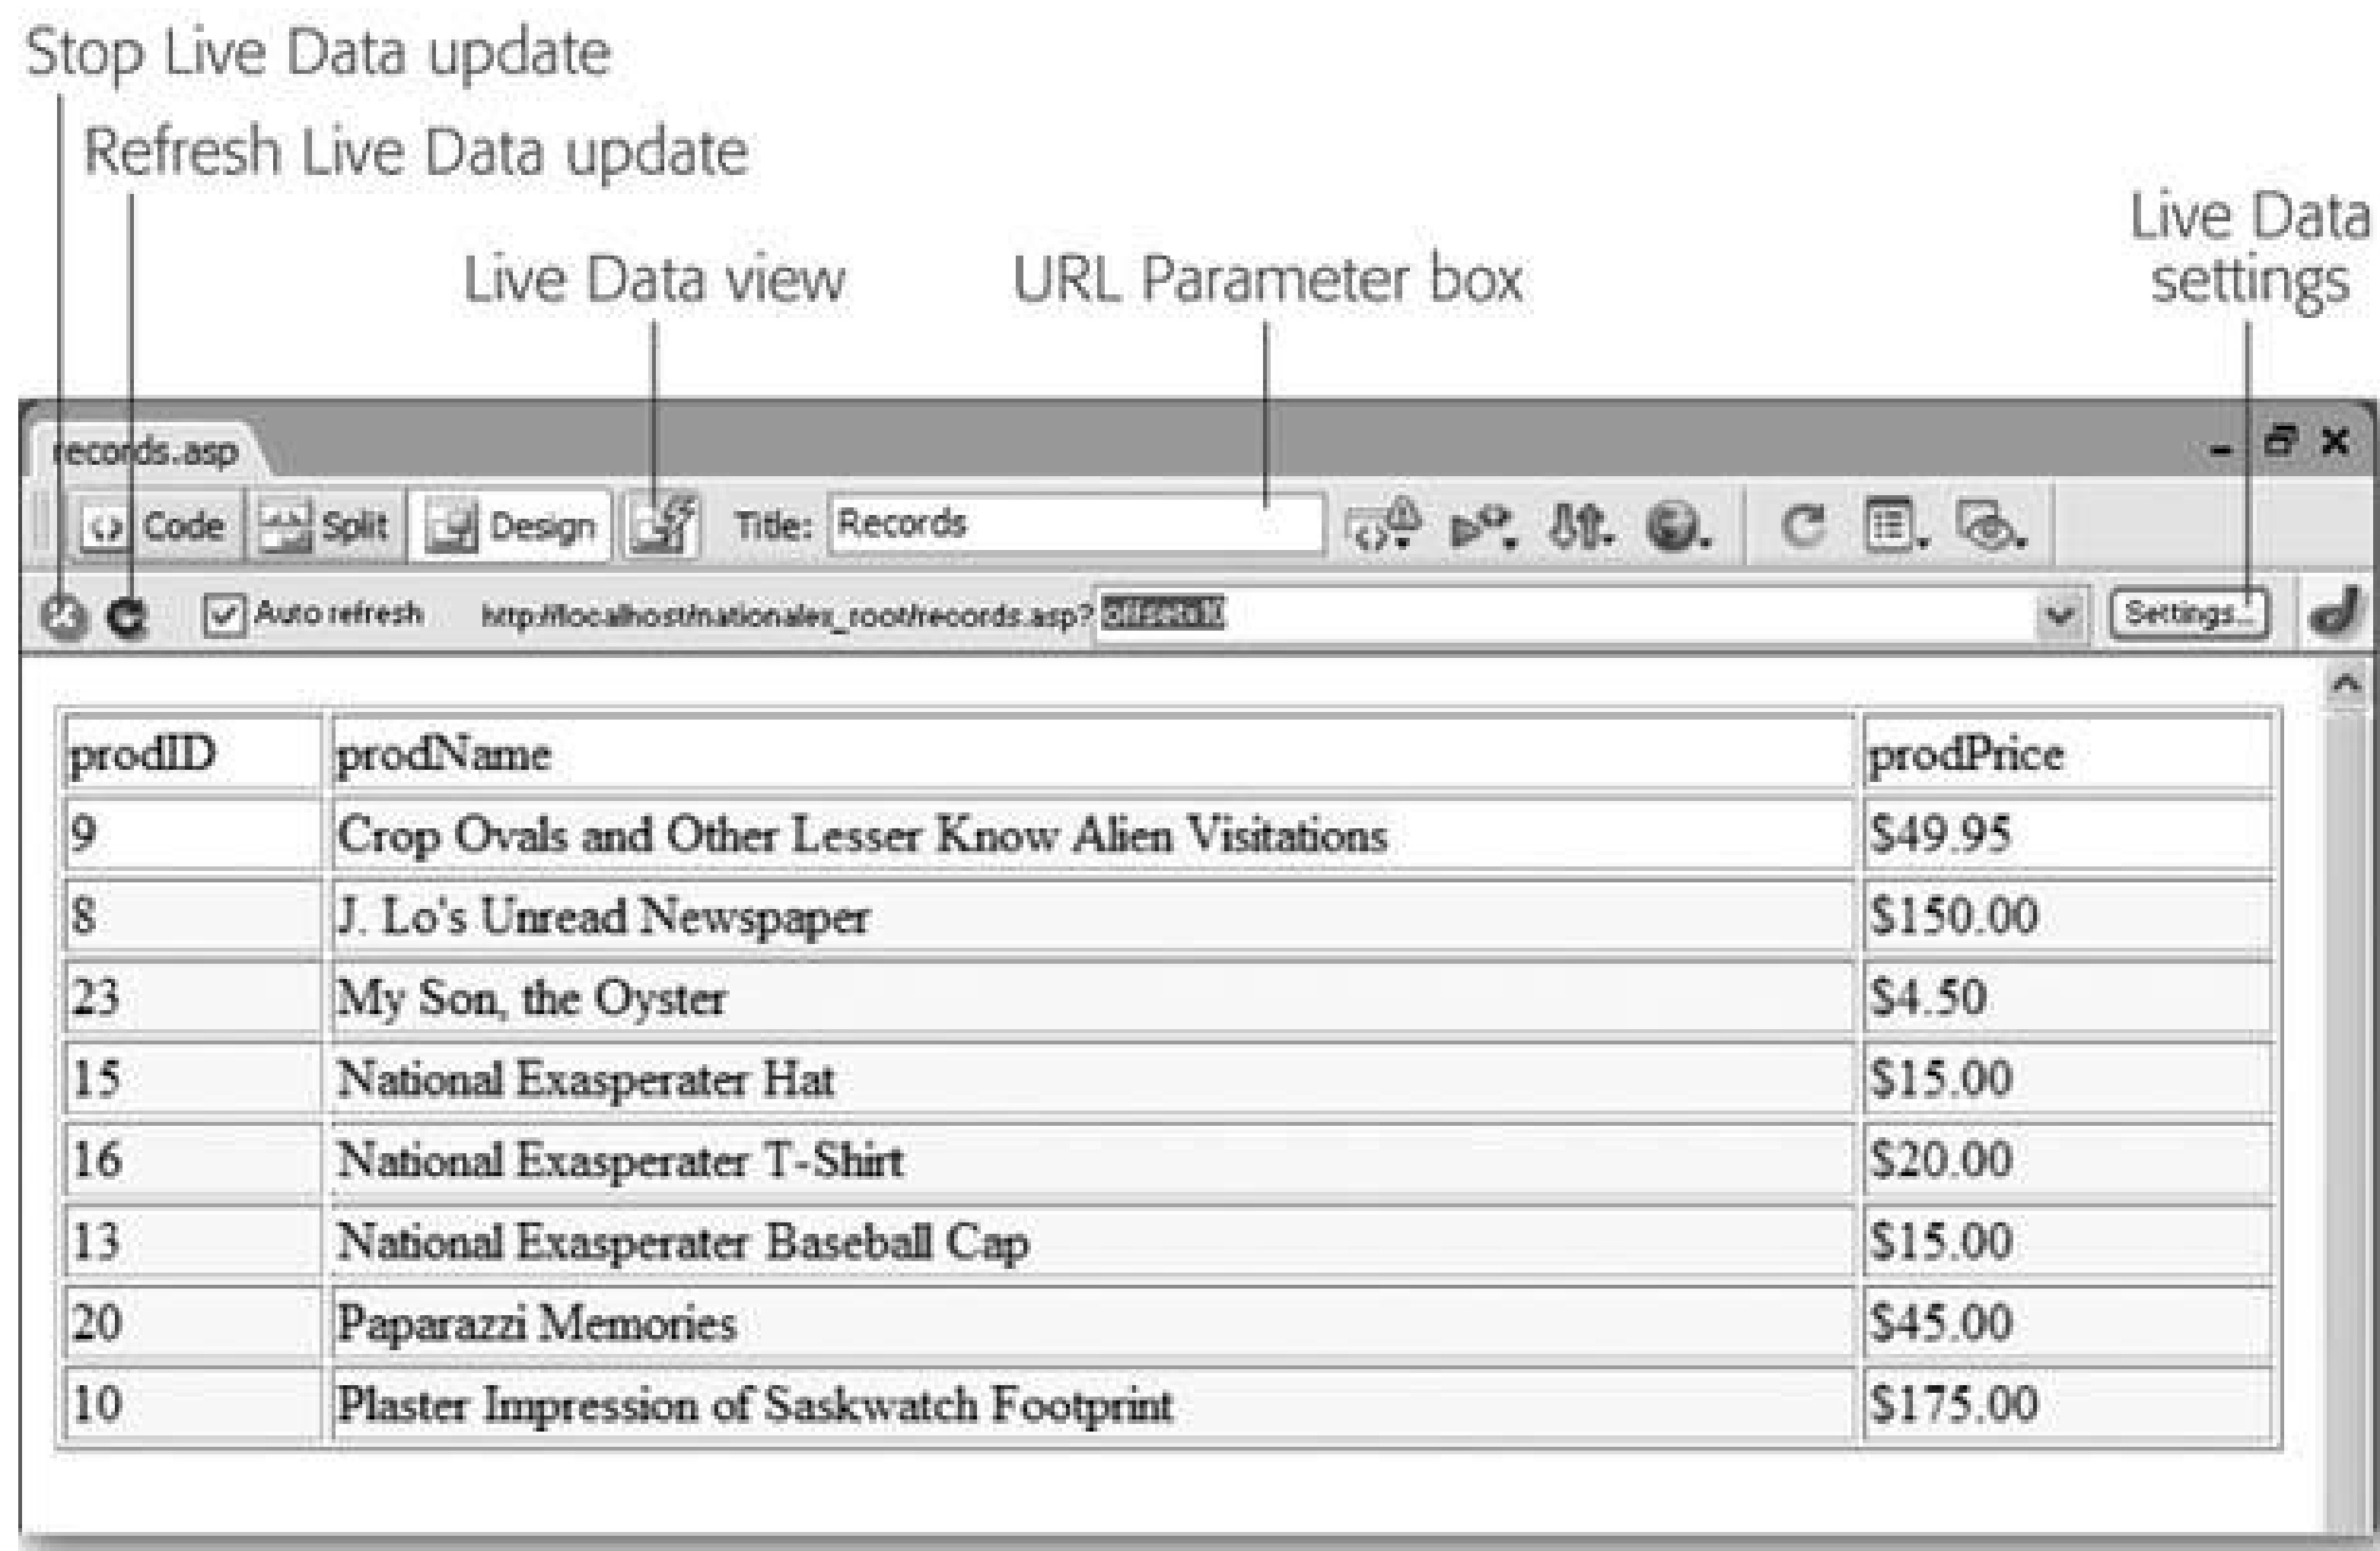 Stop Live Data update
Refresh Live Data update
Live Data view
URL Parameter box
Live Data
settings
records.asp
Code Split Design Title: Records
Auto refresh http://localhost/nationalex_root/records.asp? Settings...
prodID prodName prodPrice
9 Crop Ovals and Other Lesser Know Alien Visitations $49.95
8 J. Lo's Unread Newspaper $150.00
23 My Son, the Oyster $4.50
15 National Exasperater Hat $15.00
16 National Exasperater T-Shirt $20.00
13 National Exasperater Baseball Cap $15.00
20 Paparazzi Memories $45.00
10 Plaster Impression of Saskwatch Footprint $175.00